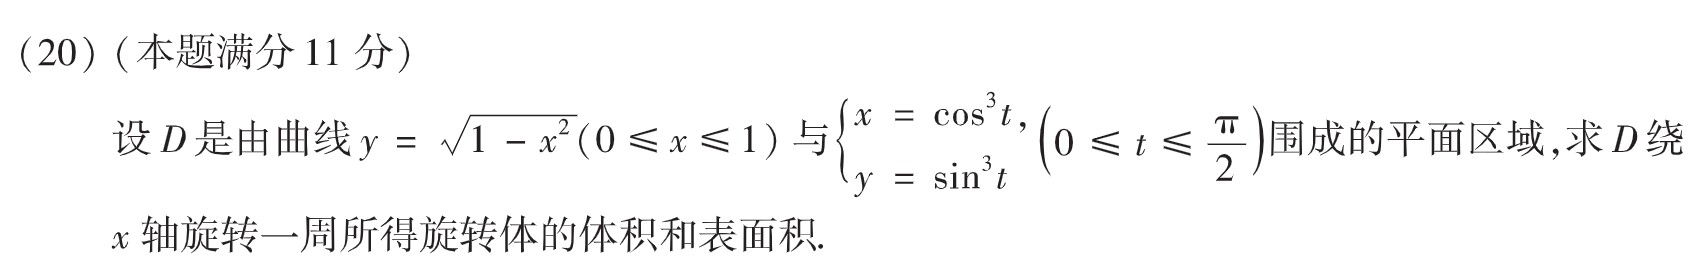 (20) (本题满分 11 分)
设 D 是由曲线 y = √(1 − x²) (0 ≤ x ≤ 1) 与 { x = cos³t, y = sin³t (0 ≤ t ≤ π/2) 围成的平面区域,求 D 绕
x 轴旋转一周所得旋转体的体积和表面积.